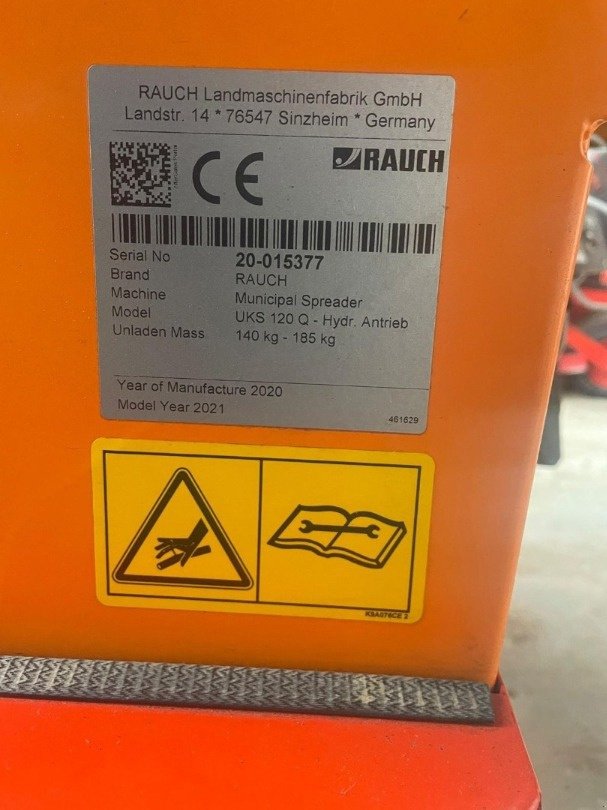 RAUCH Landmaschinenfabrik GmbH
Landstr. 14 * 76547 Sinzheim * Germany
CE
RAUCH
Serial No 20-015377
Brand RAUCH
Machine Municipal Spreader
Model UKS 120 Q - Hydr. Antrieb
Unladen Mass 140 kg - 185 kg
Year of Manufacture 2020
Model Year 2021
461629
KSA076CE 2